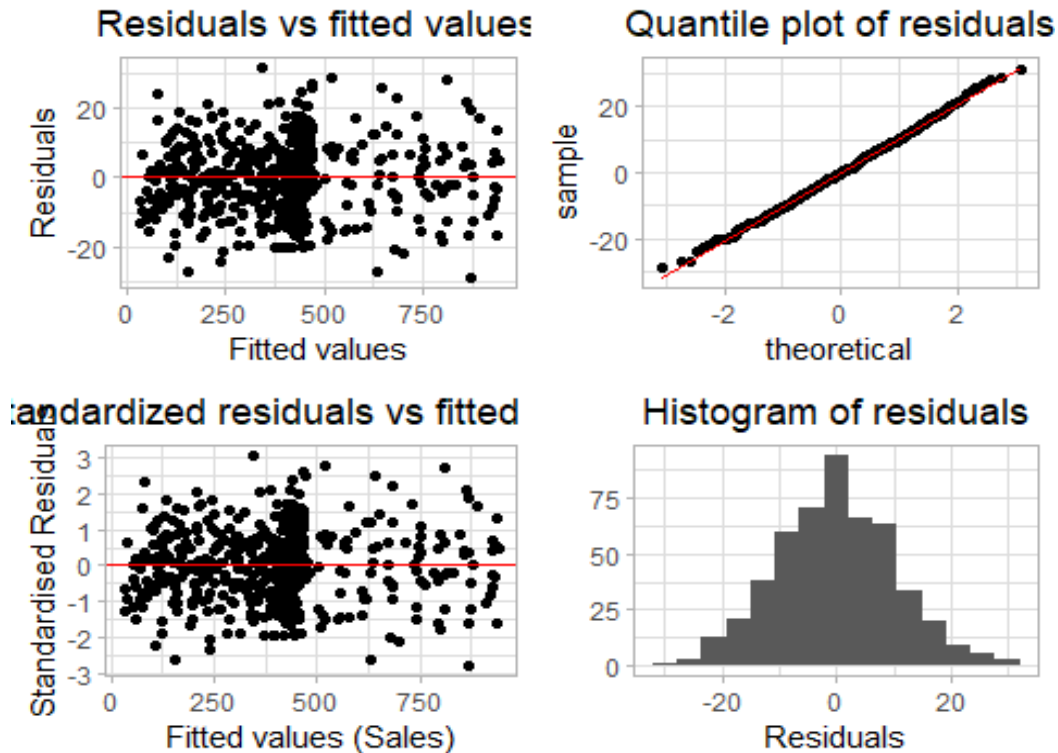 Residuals vs fitted values
Residuals
20
0
-20
0
250
500
750
Fitted values
Quantile plot of residuals
sample
20
0
-20
-2
0
2
theoretical
tandardized residuals vs fitted
Standardised Residuals
3
2
1
0
-1
-2
-3
0
250
500
750
Fitted values (Sales)
Histogram of residuals
75
50
25
0
-20
0
20
Residuals